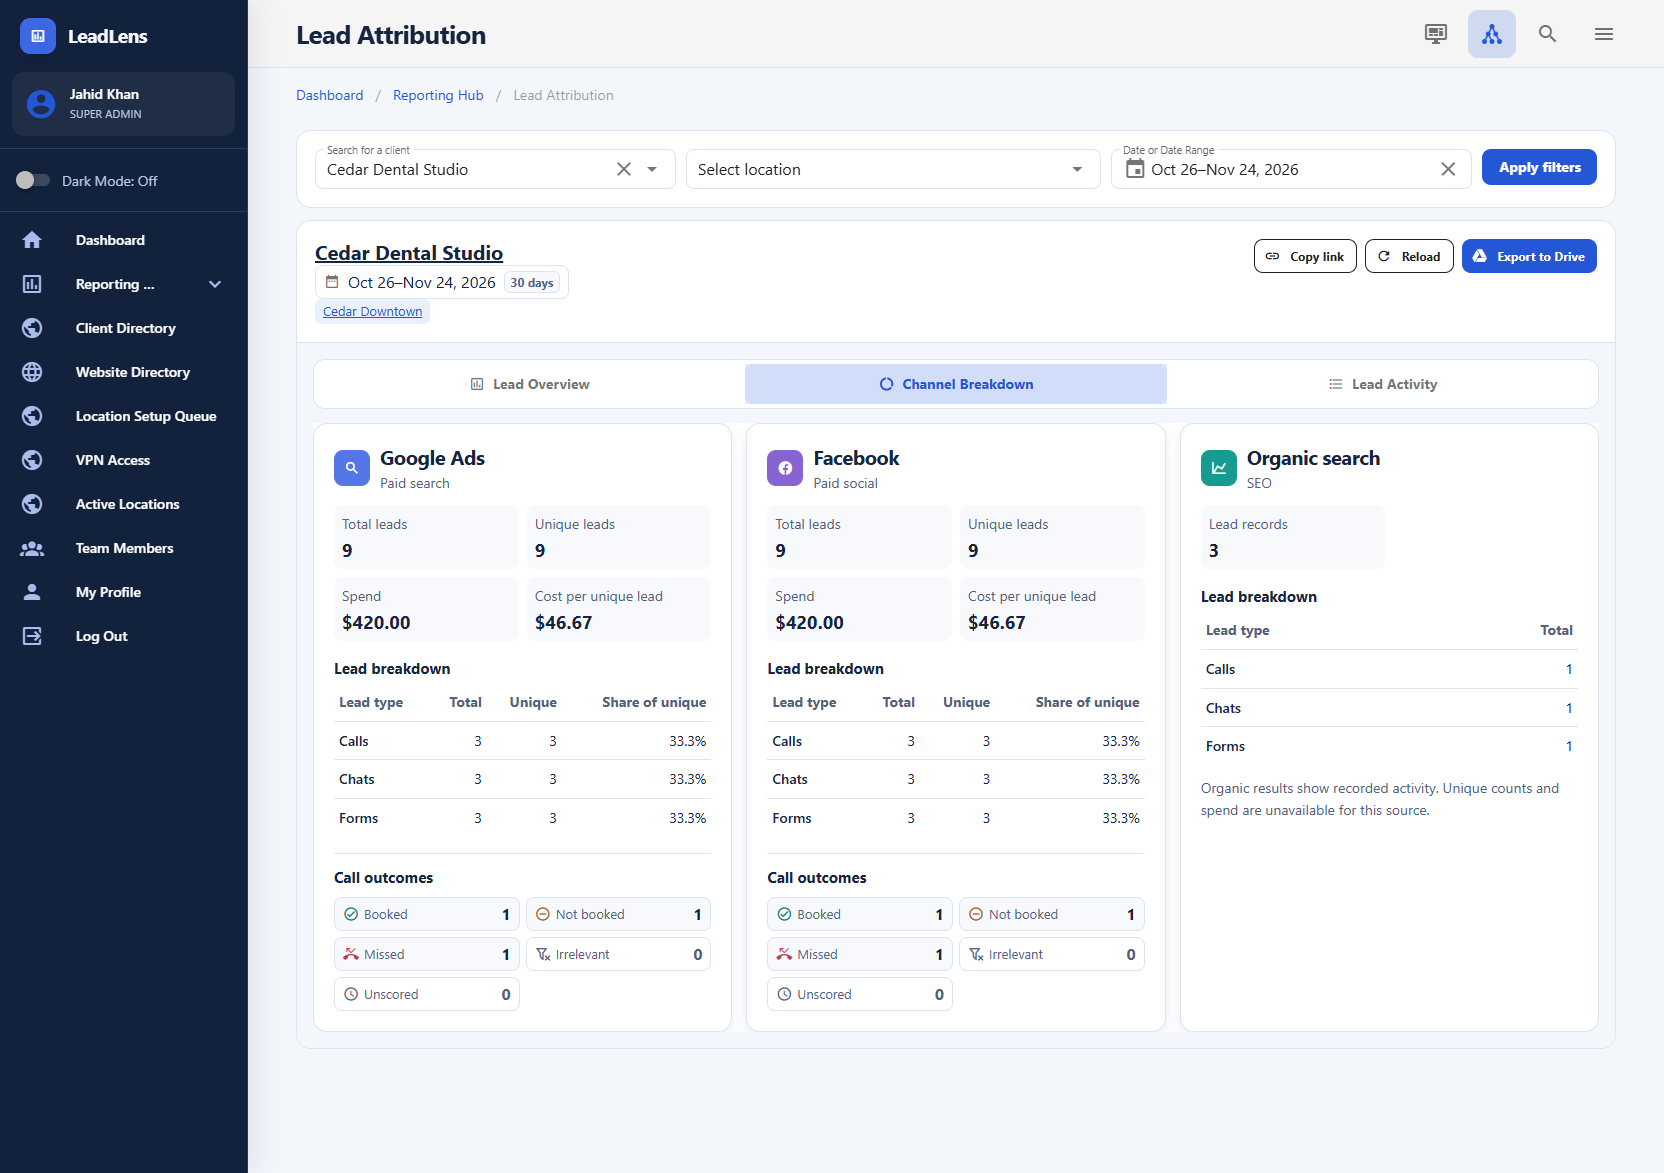 LeadLens
Jahid Khan
SUPER ADMIN
Dark Mode: Off
Dashboard
Reporting ...
Client Directory
Website Directory
Location Setup Queue
VPN Access
Active Locations
Team Members
My Profile
Log Out
Lead Attribution
Dashboard / Reporting Hub / Lead Attribution
Search for a client
Cedar Dental Studio
Select location
Date or Date Range
Oct 26–Nov 24, 2026
Apply filters
Cedar Dental Studio
Oct 26–Nov 24, 2026 30 days
Cedar Downtown
Copy link
Reload
Export to Drive
Lead Overview
Channel Breakdown
Lead Activity
Google Ads
Paid search
Total leads
9
Unique leads
9
Spend
$420.00
Cost per unique lead
$46.67
Lead breakdown
Lead type Total Unique Share of unique
Calls 3 3 33.3%
Chats 3 3 33.3%
Forms 3 3 33.3%
Call outcomes
Booked 1
Not booked 1
Missed 1
Irrelevant 0
Unscored 0
Facebook
Paid social
Total leads
9
Unique leads
9
Spend
$420.00
Cost per unique lead
$46.67
Lead breakdown
Lead type Total Unique Share of unique
Calls 3 3 33.3%
Chats 3 3 33.3%
Forms 3 3 33.3%
Call outcomes
Booked 1
Not booked 1
Missed 1
Irrelevant 0
Unscored 0
Organic search
SEO
Lead records
3
Lead breakdown
Lead type Total
Calls 1
Chats 1
Forms 1
Organic results show recorded activity. Unique counts and
spend are unavailable for this source.